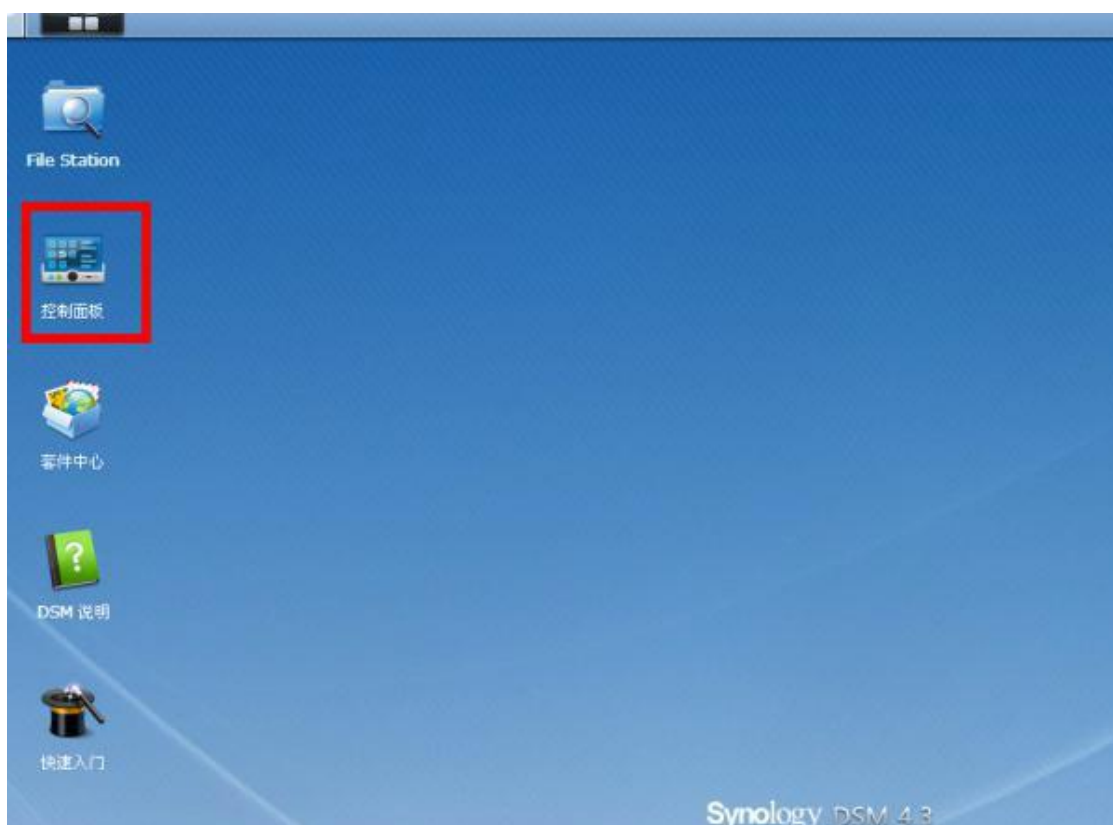 File Station
控制面板
套件中心
?
DSM 说明
快速入门
Synology DSM 4.3